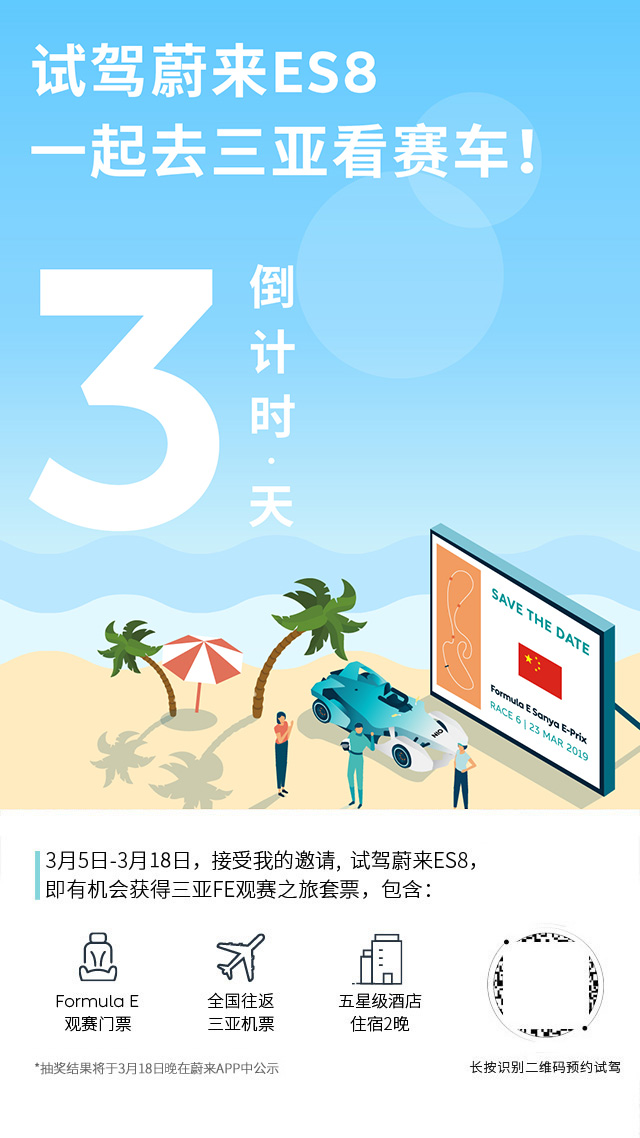 试驾蔚来ES8
一起去三亚看赛车！
3
倒计时·天
SAVE THE DATE
Formula E Sanya E-Prix
RACE 6 | 23 MAR 2019
NIO
3月5日-3月18日，接受我的邀请, 试驾蔚来ES8，
即有机会获得三亚FE观赛之旅套票，包含：
Formula E
观赛门票
全国往返
三亚机票
五星级酒店
住宿2晚
*抽奖结果将于3月18日晚在蔚来APP中公示
长按识别二维码预约试驾